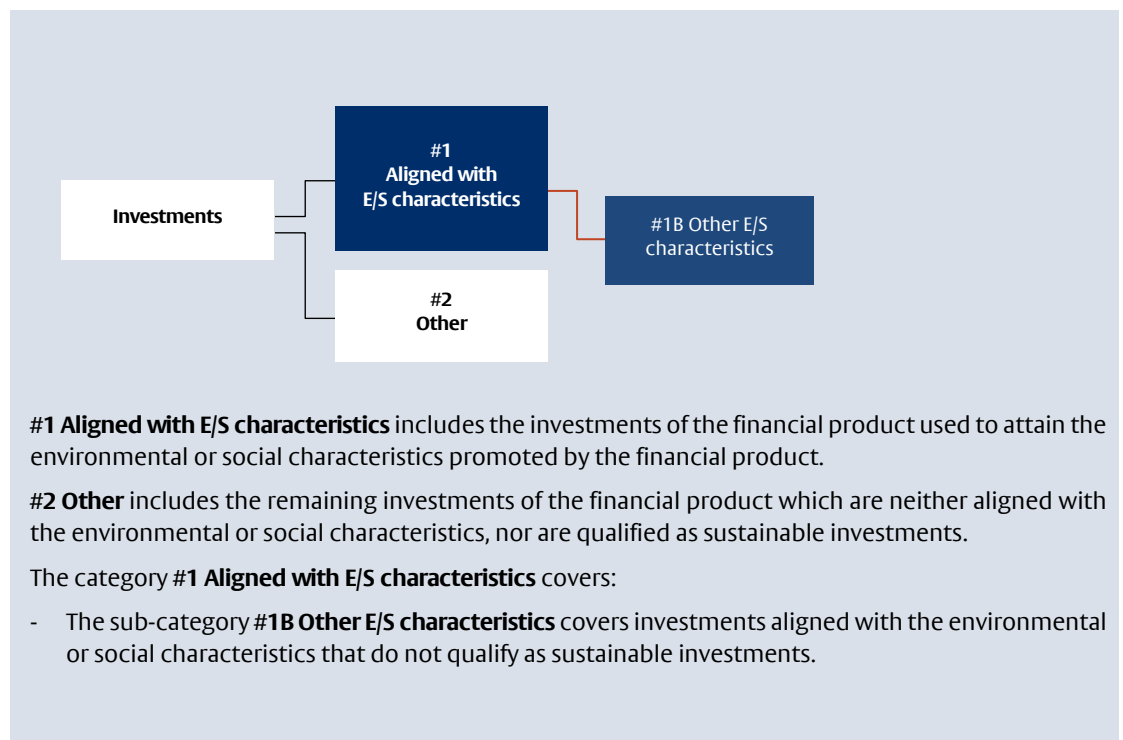 #1
Aligned with
E/S characteristics
Investments
#1B Other E/S
characteristics
#2
Other
#1 Aligned with E/S characteristics includes the investments of the financial product used to attain the
environmental or social characteristics promoted by the financial product.
#2 Other includes the remaining investments of the financial product which are neither aligned with
the environmental or social characteristics, nor are qualified as sustainable investments.
The category #1 Aligned with E/S characteristics covers:
- The sub-category #1B Other E/S characteristics covers investments aligned with the environmental
or social characteristics that do not qualify as sustainable investments.